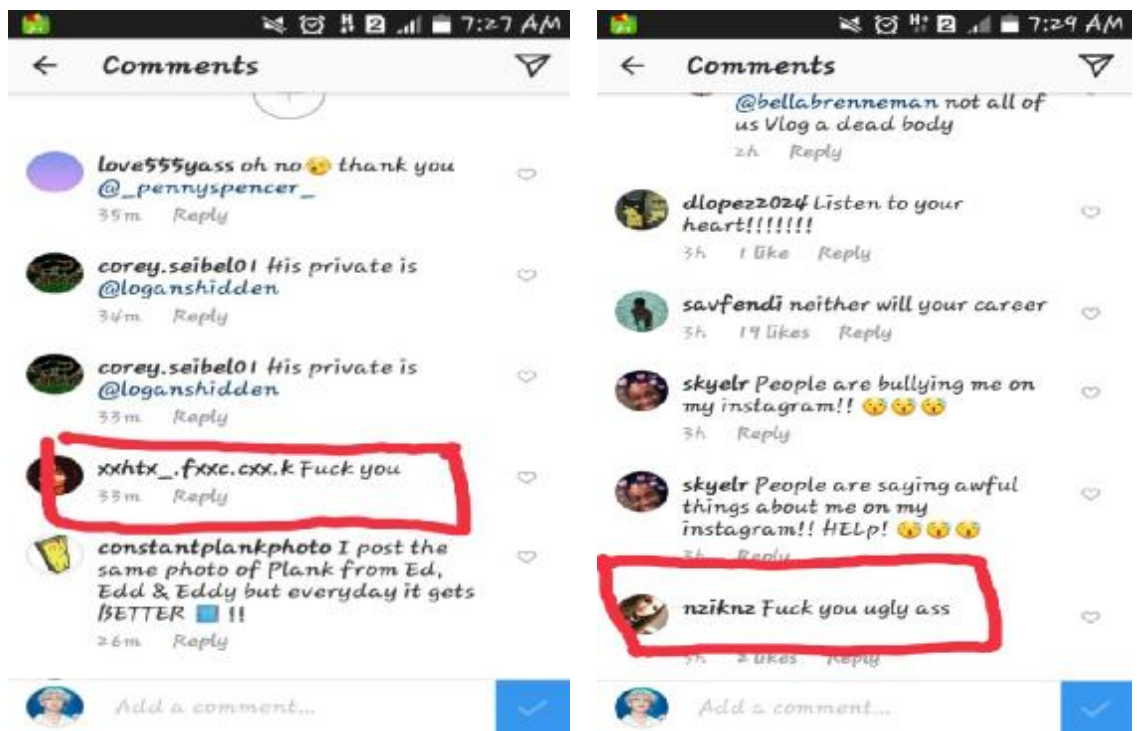 7:27 AM
Comments
love555yass oh no😢 thank you
@_pennyspencer_
35m Reply
corey.seibel01 His private is
@loganshidden
34m Reply
corey.seibel01 His private is
@loganshidden
33m Reply
xxhtx_.fxxc.cxx.k Fuck you
33m Reply
constantplankphoto I post the
same photo of Plank from Ed,
Edd & Eddy but everyday it gets
BETTER 🟦 !!
26m Reply
Add a comment...
7:29 AM
Comments
@bellabrenneman not all of
us Vlog a dead body
2h Reply
dlopez2024 Listen to your
heart!!!!!!!
3h 1 like Reply
savfendi neither will your career
3h 19 likes Reply
skyelr People are bullying me on
my instagram!! 😥😥😥
3h Reply
skyelr People are saying awful
things about me on my
instagram!! HELp! 😥😥😥
3h Reply
nziknz Fuck you ugly ass
3h 2 likes Reply
Add a comment...